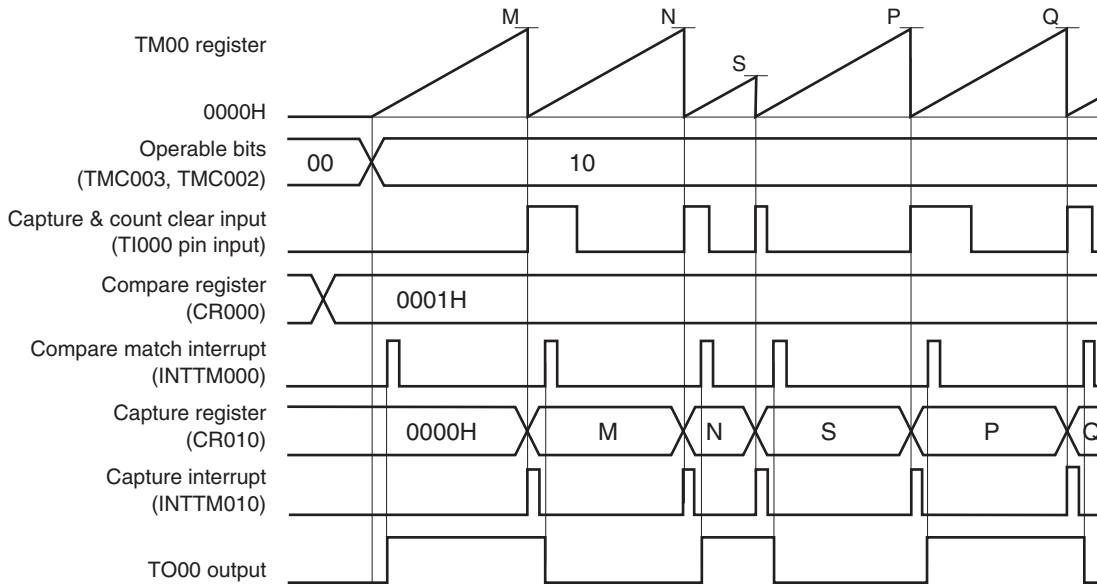 M N P Q
TM00 register
S
0000H
Operable bits
(TMC003, TMC002)
00 10
Capture & count clear input
(TI000 pin input)
Compare register
(CR000)
0001H
Compare match interrupt
(INTTM000)
Capture register
(CR010)
0000H M N S P Q
Capture interrupt
(INTTM010)
TO00 output